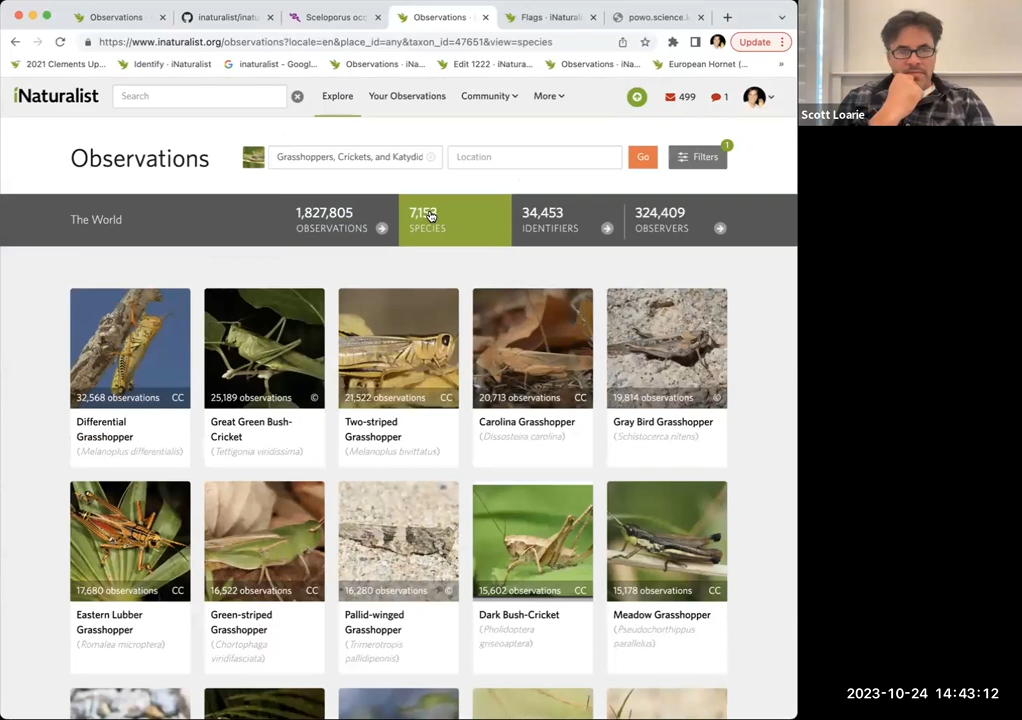 Observations
inaturalist/inatu
Sceloporus occ
Observations
Flags · iNatural
powo.science.
https://www.inaturalist.org/observations?locale=en&place_id=any&taxon_id=47651&view=species
Update
2021 Clements Up...
Identify · iNaturalist
inaturalist - Googl...
Observations · iNa...
Edit 1222 · iNatura...
Observations · iNa...
European Hornet (...
»
iNaturalist
Search
Explore
Your Observations
Community
More
499
1
Scott Loarie
Observations
Grasshoppers, Crickets, and Katydid
Location
Go
Filters
1
The World
1,827,805
OBSERVATIONS
7,153
SPECIES
34,453
IDENTIFIERS
324,409
OBSERVERS
32,568 observations CC
25,189 observations ©
21,522 observations CC
20,713 observations CC
19,814 observations ©
Differential
Grasshopper
(Melanoplus differentialis)
Great Green Bush-
Cricket
(Tettigonia viridissima)
Two-striped
Grasshopper
(Melanoplus bivittatus)
Carolina Grasshopper
(Dissosteira carolina)
Gray Bird Grasshopper
(Schistocerca nitens)
17,680 observations CC
16,522 observations CC
16,280 observations ©
15,602 observations CC
15,178 observations CC
Eastern Lubber
Grasshopper
(Romalea microptera)
Green-striped
Grasshopper
(Chortophaga
viridifasciata)
Pallid-winged
Grasshopper
(Trimerotropis
pallidipennis)
Dark Bush-Cricket
(Pholidoptera
griseoaptera)
Meadow Grasshopper
(Pseudochorthippus
parallelus)
2023-10-24 14:43:12